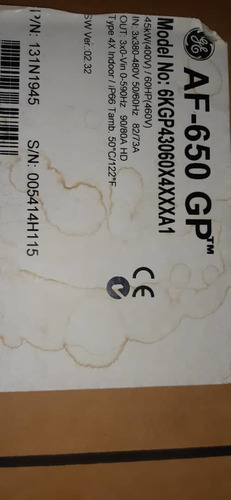 AF-650 GP™
Model No: 6KGP43060X4XXXA1
45kW(400V) / 60HP(460V)
IN: 3x380-480V 50/60Hz 82/73A
OUT: 3x0-Vin 0-590Hz 90/80A HD
Type 4X Indoor / IP66 Tamb. 50°C/122°F
SW Ver: 02.32
P/N: 131N1945 S/N: 005414H115
CE